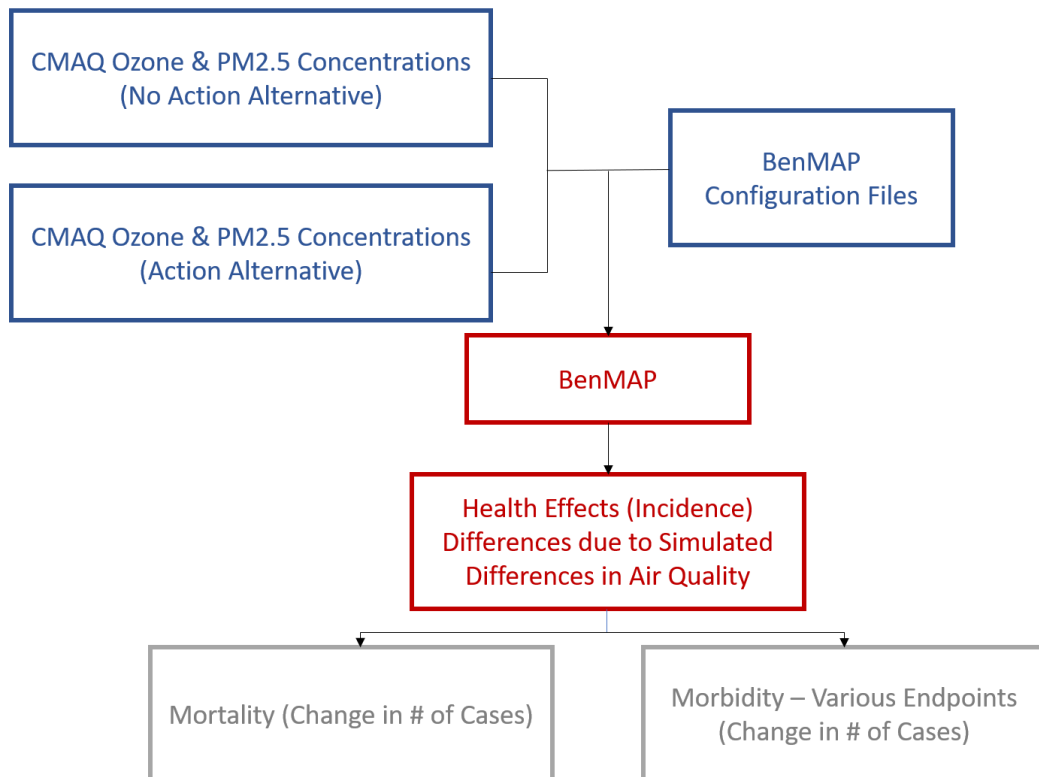 CMAQ Ozone & PM2.5 Concentrations
(No Action Alternative)
BenMAP
Configuration Files
CMAQ Ozone & PM2.5 Concentrations
(Action Alternative)
BenMAP
Health Effects (Incidence)
Differences due to Simulated
Differences in Air Quality
Mortality (Change in # of Cases)
Morbidity – Various Endpoints
(Change in # of Cases)